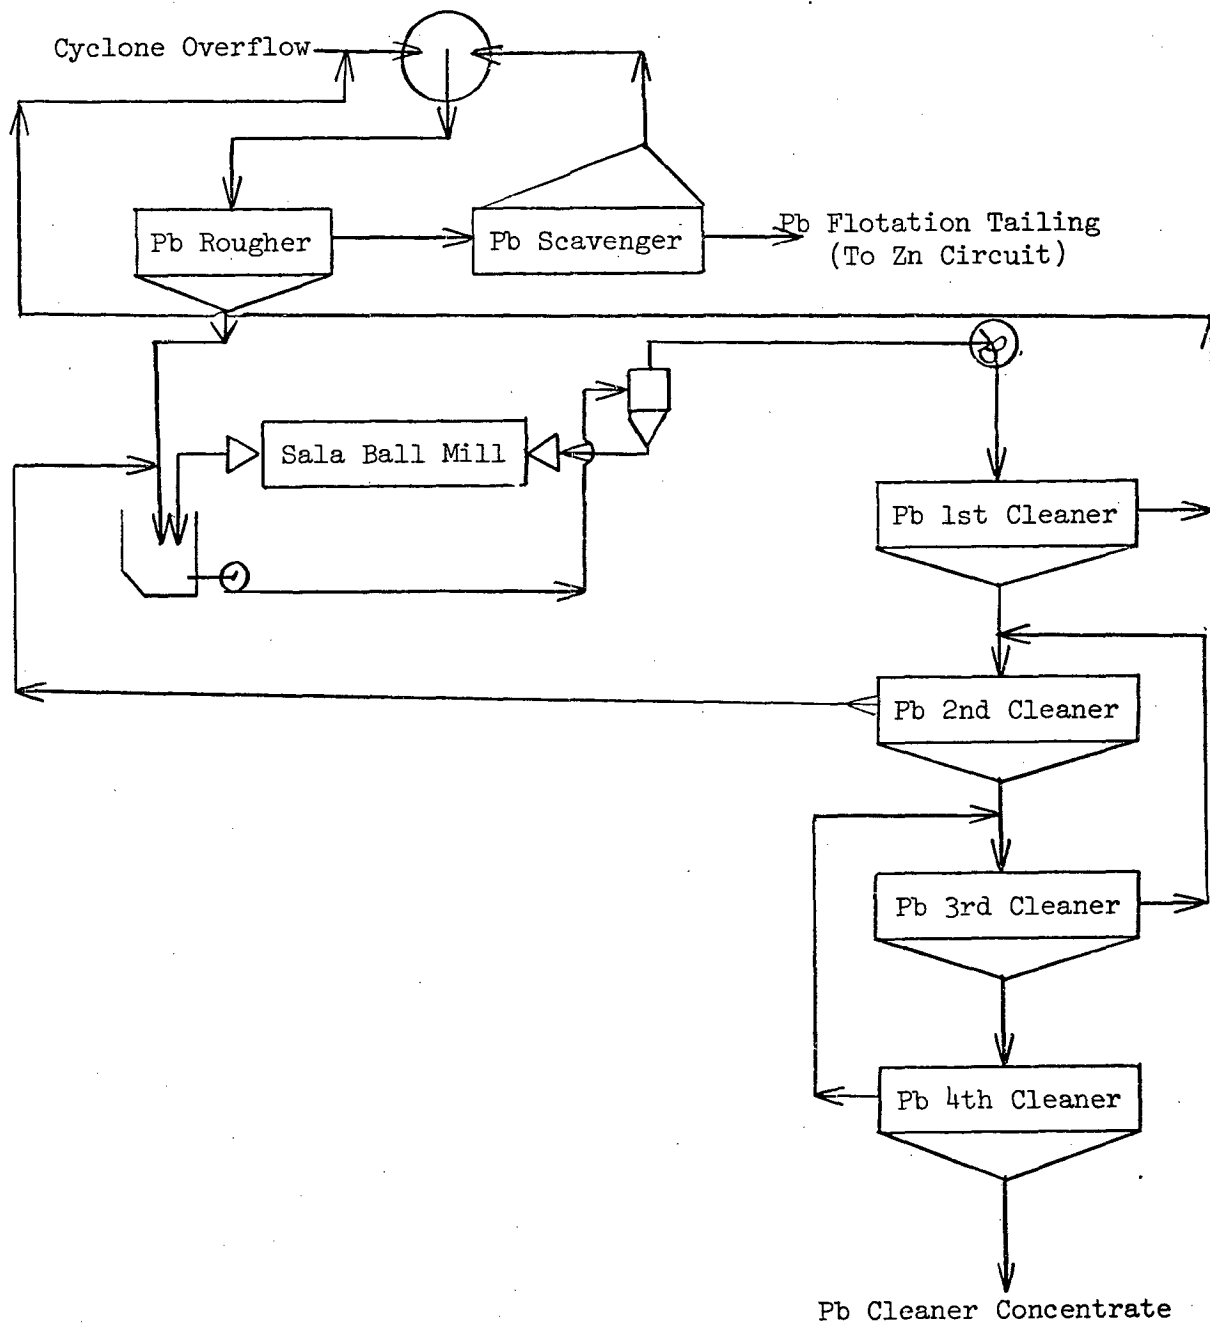 Cyclone Overflow
Pb Rougher
Pb Scavenger
Pb Flotation Tailing
(To Zn Circuit)
Sala Ball Mill
Pb 1st Cleaner
Pb 2nd Cleaner
Pb 3rd Cleaner
Pb 4th Cleaner
Pb Cleaner Concentrate